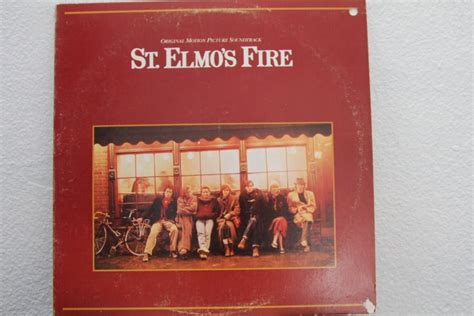 ORIGINAL MOTION PICTURE SOUNDTRACK
ST. ELMO'S FIRE